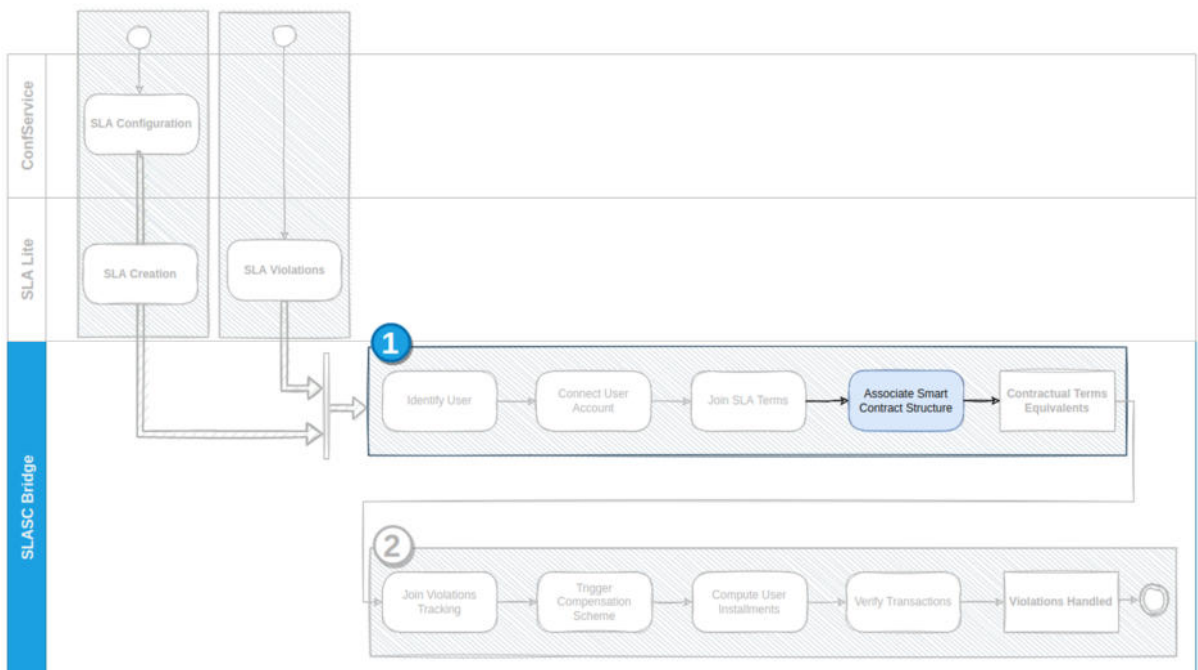 ConfService
SLA Configuration
SLA Lite
SLA Creation
SLA Violations
SLASC Bridge
1
Identify User
Connect User
Account
Join SLA Terms
Associate Smart
Contract Structure
Contractual Terms
Equivalents
2
Join Violations
Tracking
Trigger
Compensation
Scheme
Compute User
Installments
Verify Transactions
Violations Handled